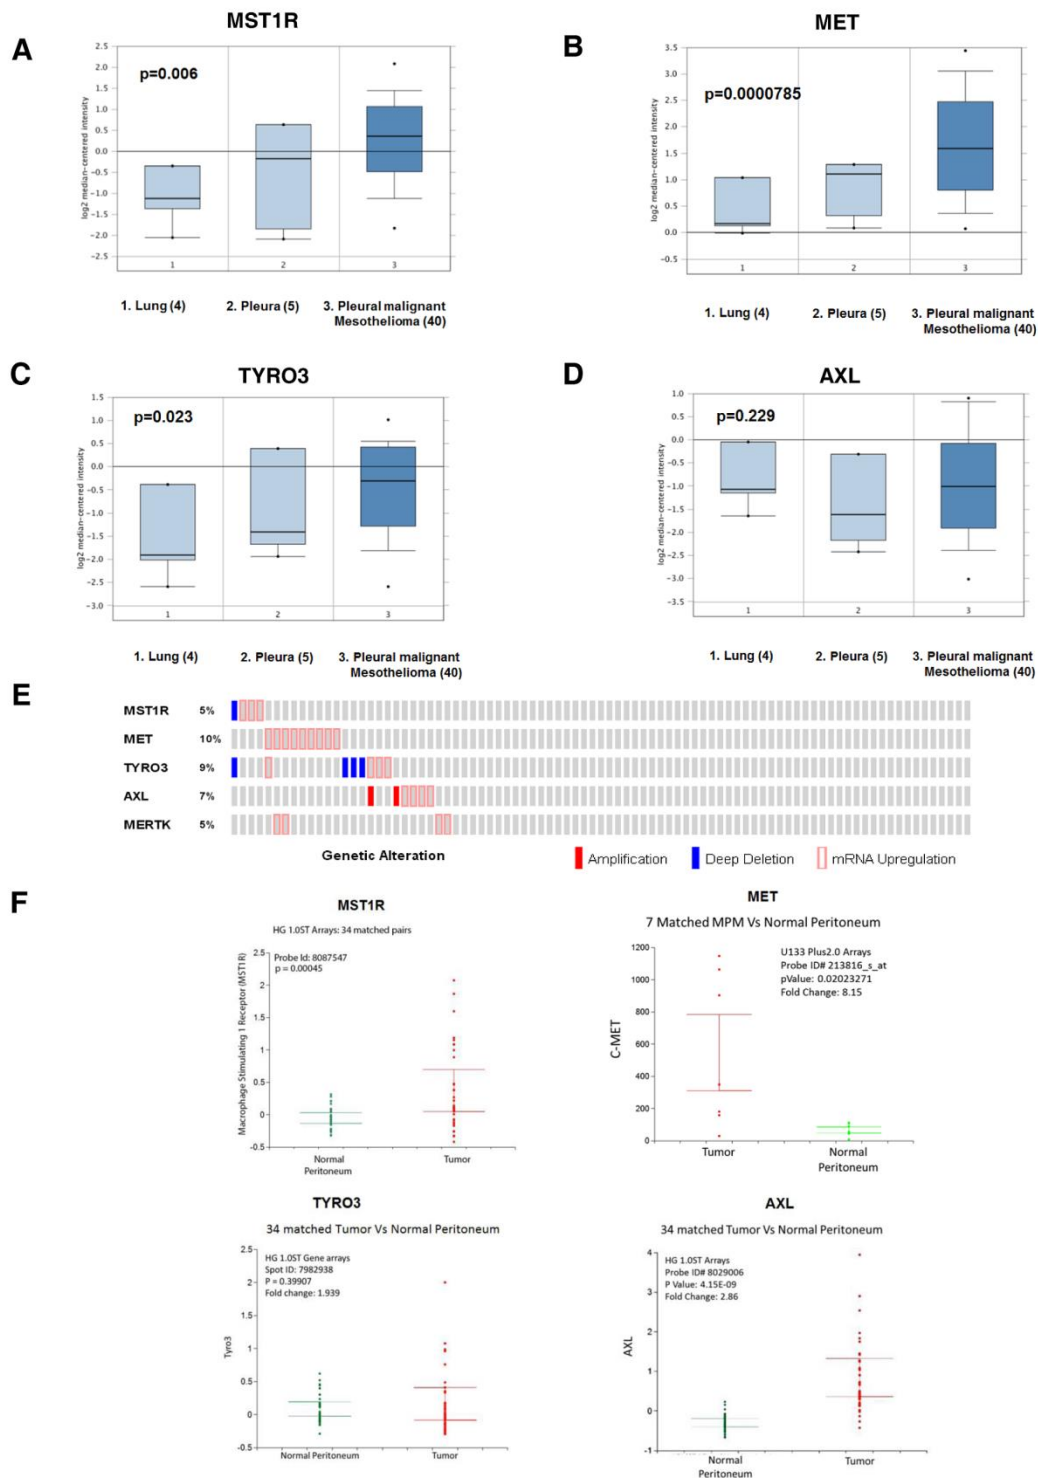 MST1R
A
p=0.006
log2 median-centered intensity
2.5
2.0
1.5
1.0
0.5
0.0
-0.5
-1.0
-1.5
-2.0
-2.5
1 2 3
1. Lung (4) 2. Pleura (5) 3. Pleural malignant
Mesothelioma (40)
MET
B
p=0.0000785
log2 median-centered intensity
3.5
3.0
2.5
2.0
1.5
1.0
0.5
0.0
0.5
1 2 3
1. Lung (4) 2. Pleura (5) 3. Pleural malignant
Mesothelioma (40)
C
TYRO3
p=0.023
log2 median-centered intensity
1.5
1.0
0.5
0.0
-0.5
-1.0
-1.5
-2.0
-2.5
-3.0
1 2 3
1. Lung (4) 2. Pleura (5) 3. Pleural malignant
Mesothelioma (40)
D
AXL
p=0.229
log2 median-centered intensity
1.0
0.5
0.0
-0.5
-1.0
-1.5
-2.0
-2.5
-3.0
-3.5
1 2 3
1. Lung (4) 2. Pleura (5) 3. Pleural malignant
Mesothelioma (40)
E
MST1R 5%
MET 10%
TYRO3 9%
AXL 7%
MERTK 5%
Genetic Alteration Amplification Deep Deletion mRNA Upregulation
F
MST1R
HG 1.0ST Arrays: 34 matched pairs
Probe Id: 8087547
p = 0.00045
Macrophage Stimulating 1 Receptor (MST1R)
2.5
2
1.5
1
0.5
0
-0.5
Normal
Peritoneum
Tumor
MET
7 Matched MPM Vs Normal Peritoneum
U133 Plus2.0 Arrays
Probe ID# 213816_s_at
pValue: 0.02023271
Fold Change: 8.15
C-MET
1200
1000
800
600
400
200
0
Tumor
Normal
Peritoneum
TYRO3
34 matched Tumor Vs Normal Peritoneum
HG 1.0ST Gene arrays
Spot ID: 7982938
P = 0.39907
Fold change: 1.939
Tyro3
2.5
2
1.5
1
0.5
0
-0.5
Normal Peritoneum Tumor
AXL
34 matched Tumor Vs Normal Peritoneum
HG 1.0ST Arrays
Probe ID# 8029006
P Value: 4.15E-09
Fold Change: 2.86
AXL
4
3
2
1
0
-1
Normal
Peritoneum
Tumor